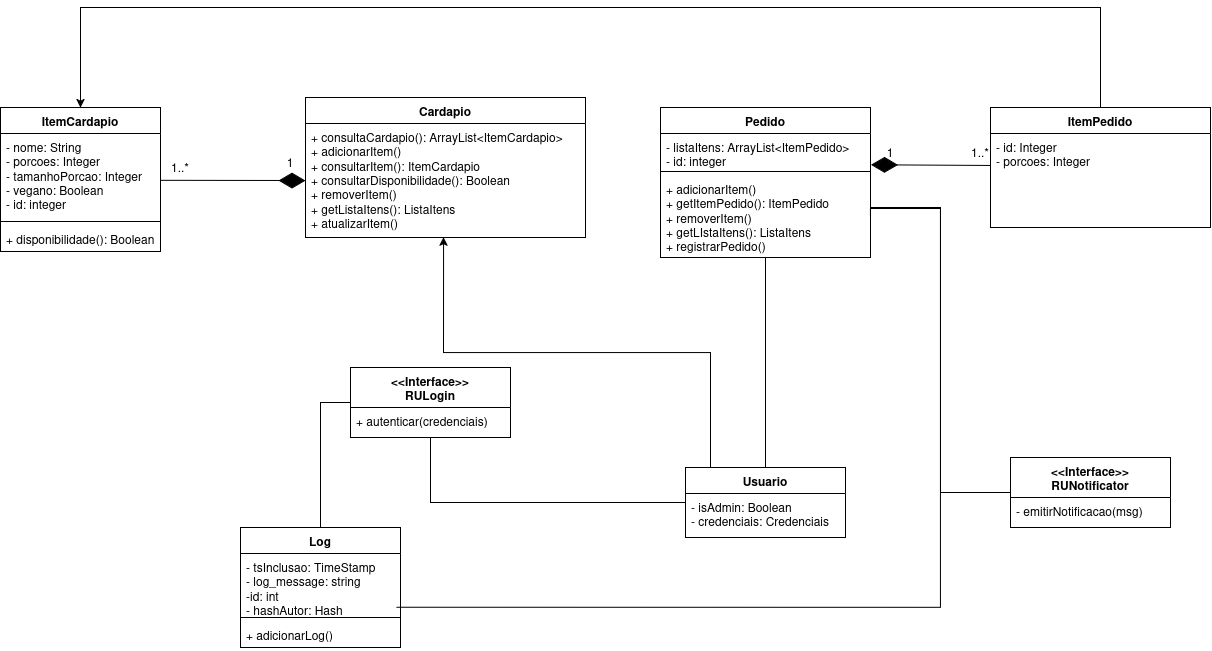 ItemCardapio
- nome: String
- porcoes: Integer
- tamanhoPorcao: Integer
- vegano: Boolean
- id: integer
+ disponibilidade(): Boolean
1..*
1
Cardapio
+ consultaCardapio(): ArrayList<ItemCardapio>
+ adicionarItem()
+ consultarItem(): ItemCardapio
+ consultarDisponibilidade(): Boolean
+ removerItem()
+ getListaItens(): ListaItens
+ atualizarItem()
Pedido
- listaItens: ArrayList<ItemPedido>
- id: integer
+ adicionarItem()
+ getItemPedido(): ItemPedido
+ removerItem()
+ getLIstaItens(): ListaItens
+ registrarPedido()
1
1..*
ItemPedido
- id: Integer
- porcoes: Integer
<<Interface>>
RULogin
+ autenticar(credenciais)
Usuario
- isAdmin: Boolean
- credenciais: Credenciais
<<Interface>>
RUNotificator
- emitirNotificacao(msg)
Log
- tsInclusao: TimeStamp
- log_message: string
-id: int
- hashAutor: Hash
+ adicionarLog()